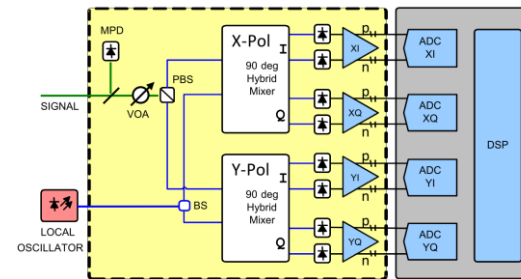 MPD
SIGNAL
VOA
PBS
BS
LOCAL
OSCILLATOR
X-Pol
I
90 deg
Hybrid
Mixer
Q
Y-Pol
I
90 deg
Hybrid
Mixer
Q
XI
p
n
XQ
p
n
YI
p
n
YQ
p
n
ADC
XI
ADC
XQ
ADC
YI
ADC
YQ
DSP